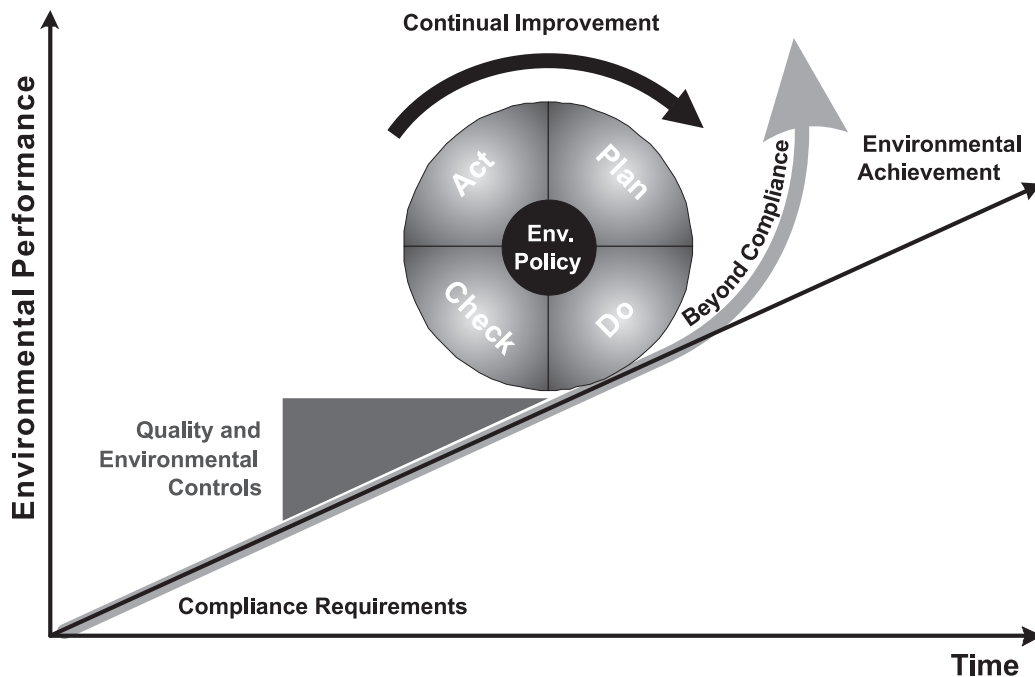 Continual Improvement
Environmental Performance
Act
Plan
Env.
Policy
Check
Do
Beyond Compliance
Environmental
Achievement
Quality and
Environmental
Controls
Compliance Requirements
Time